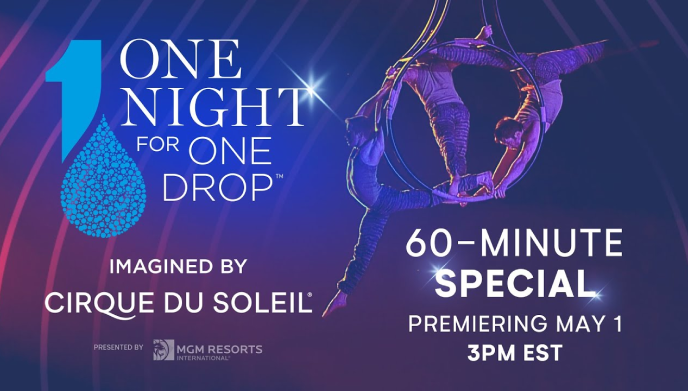 1
ONE
NIGHT
FOR ONE
DROP™
IMAGINED BY
CIRQUE DU SOLEIL®
PRESENTED BY MGM RESORTS
INTERNATIONAL®
60-MINUTE
SPECIAL
PREMIERING MAY 1
3PM EST